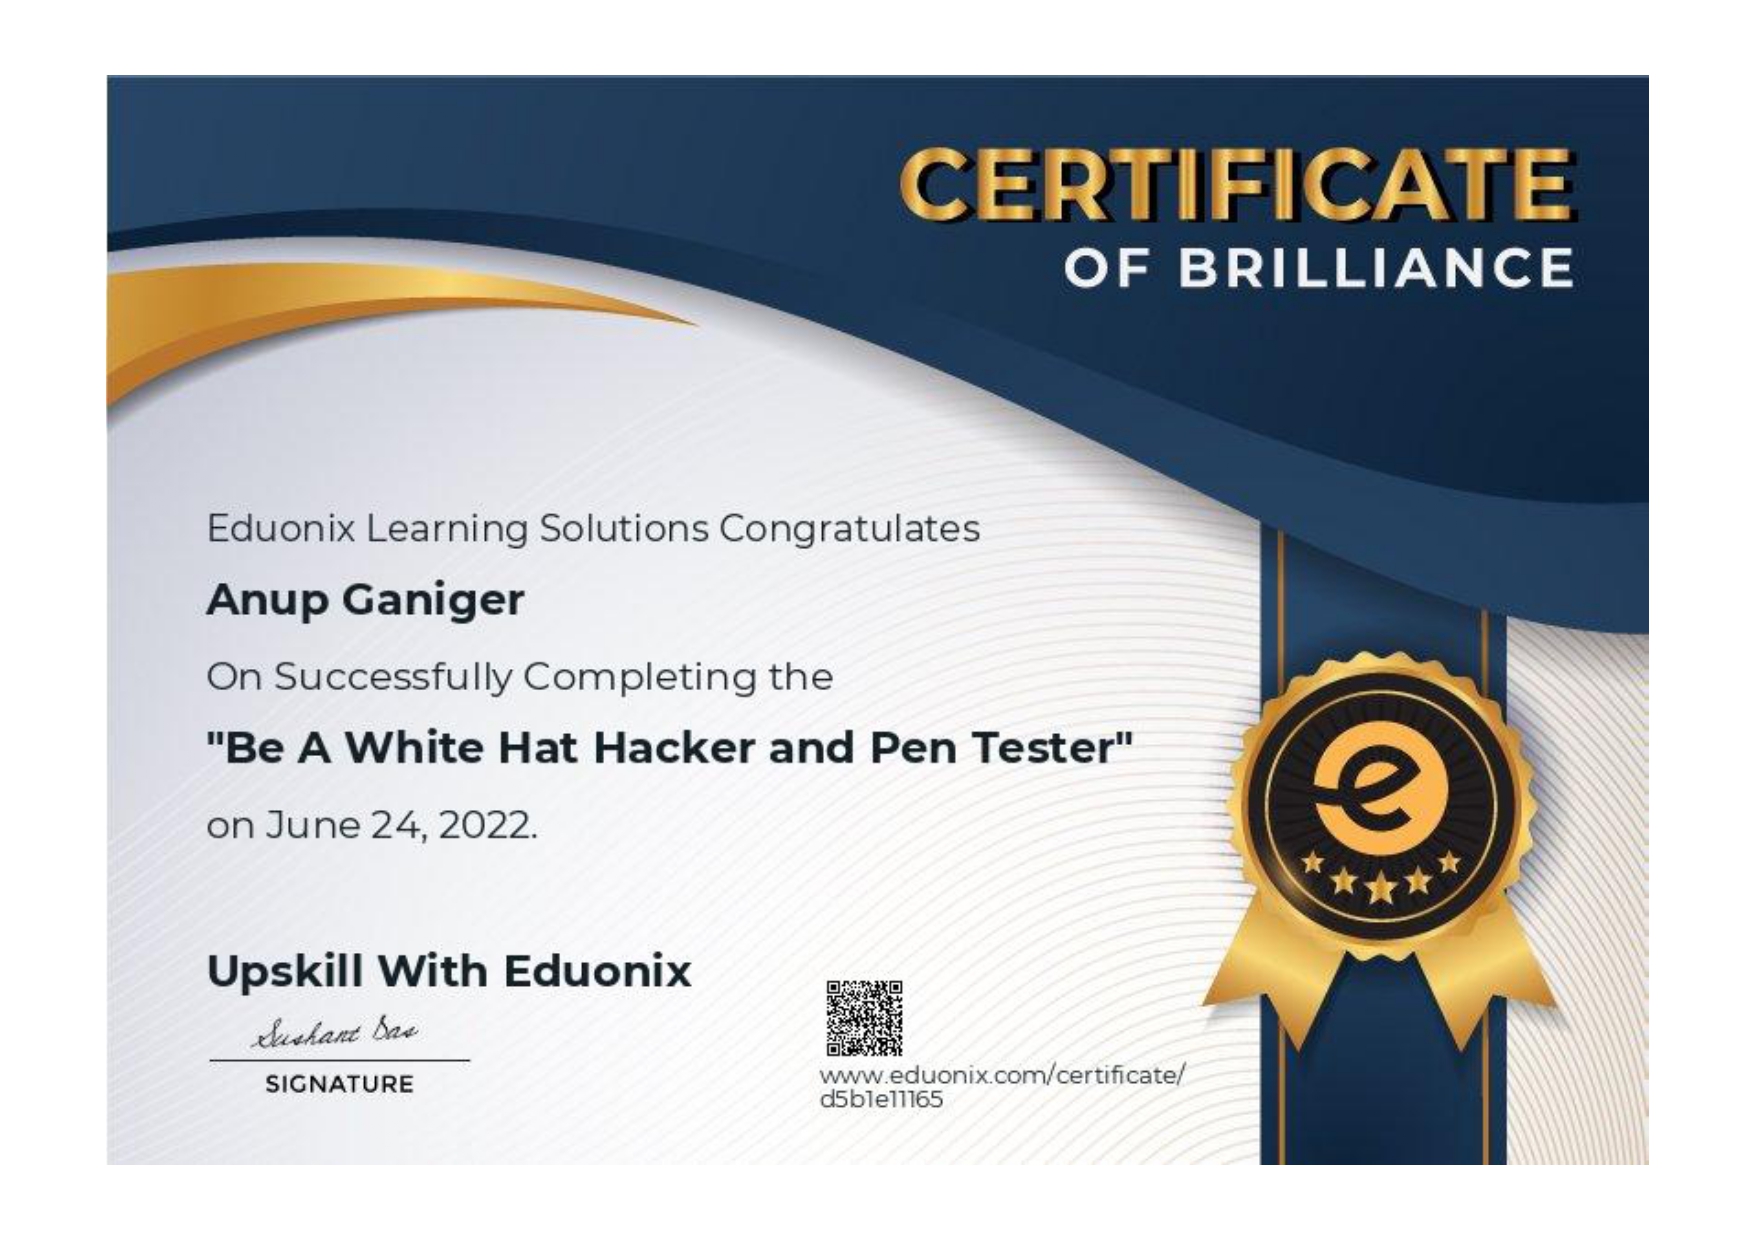 CERTIFICATE
OF BRILLIANCE
Eduonix Learning Solutions Congratulates
Anup Ganiger
On Successfully Completing the
"Be A White Hat Hacker and Pen Tester"
on June 24, 2022.
Upskill With Eduonix
Sushant Das
SIGNATURE
www.eduonix.com/certificate/
d5b1e11165